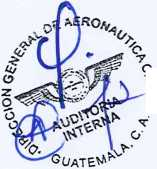 DIRECCION GENERAL DE AERONAUTICA C.
AUDITORIA
INTERNA
GUATEMALA, C. A.